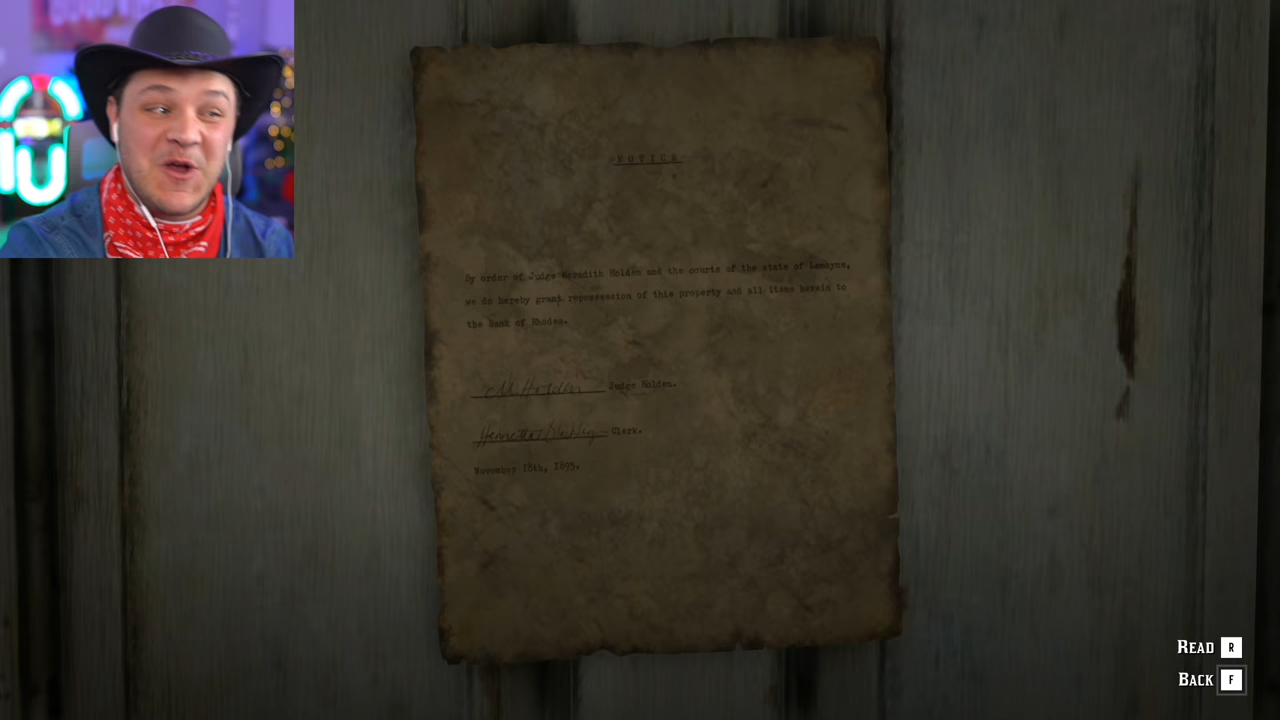 NOTICE
By order of Judge Meredith Holden and the courts of the state of Lemoyne,
we do hereby grant repossession of this property and all items herein to
the Bank of Rhodes.
M Holden Judge Holden.
Henrietta Clerk.
November 18th, 1895.
READ R
BACK F